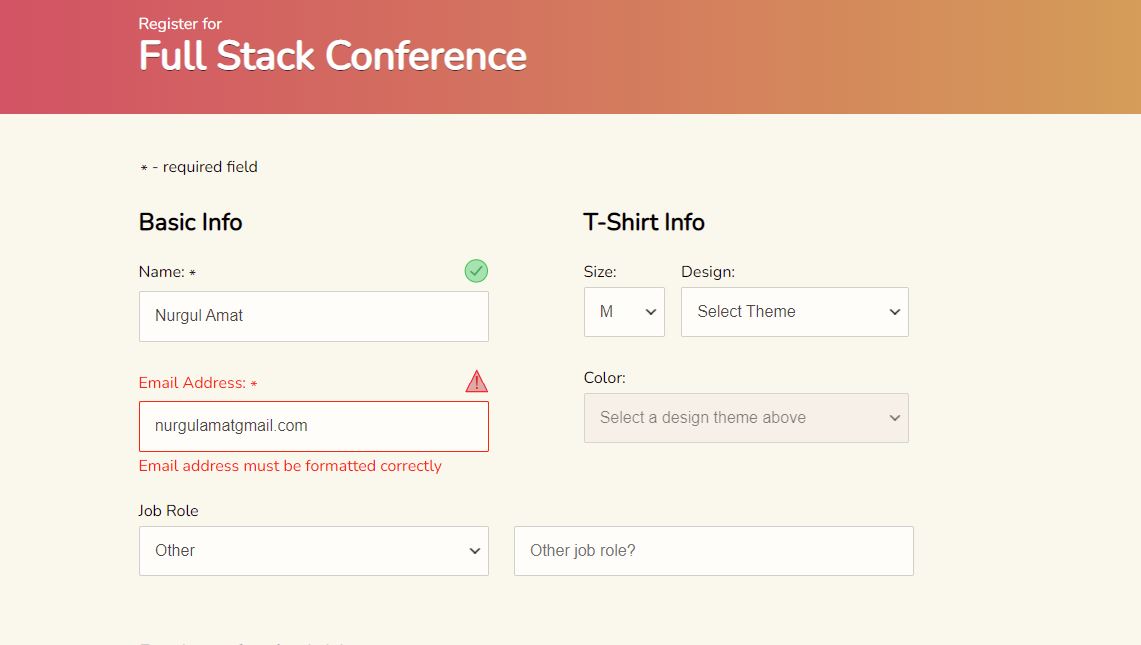 Register for
Full Stack Conference
* - required field
Basic Info
Name: *
Nurgul Amat
Email Address: *
nurgulamatgmail.com
Email address must be formatted correctly
T-Shirt Info
Size:
M
Design:
Select Theme
Color:
Select a design theme above
Job Role
Other
Other job role?